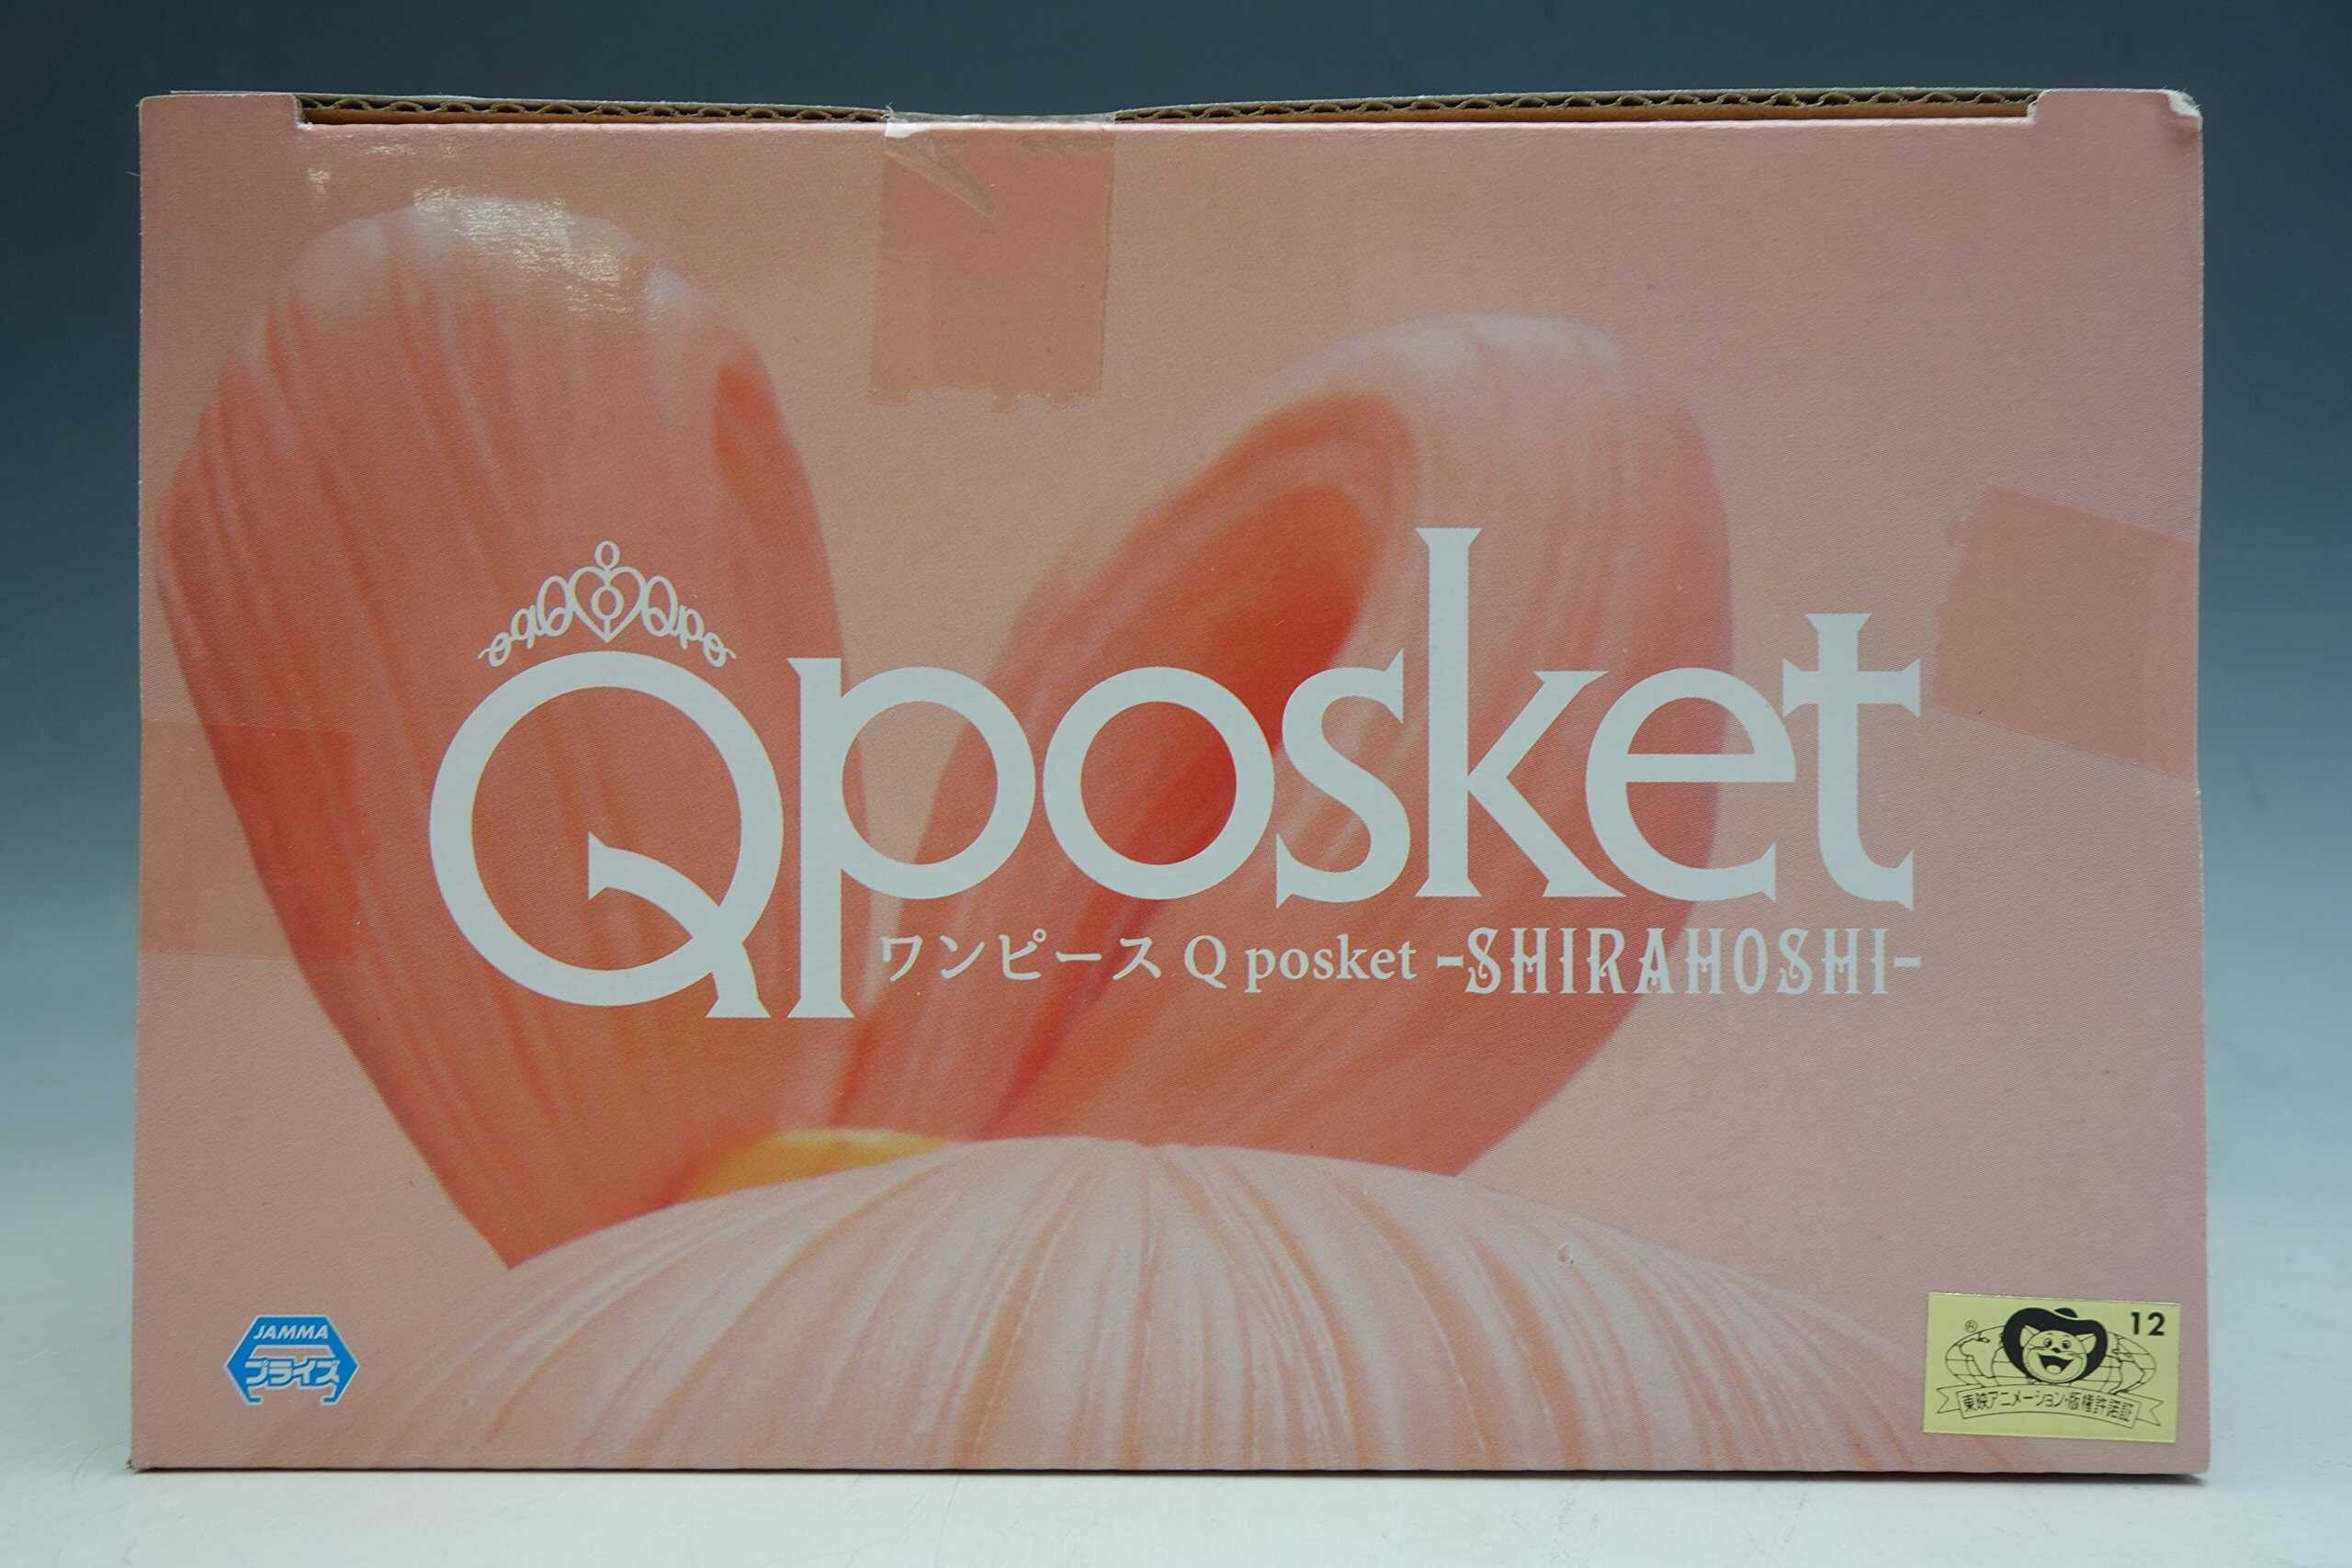 Qposket
ワンピース Q posket -SHIRAHOSHI-
JAMMA
プライズ
® 12
東映アニメーション・版権許諾証